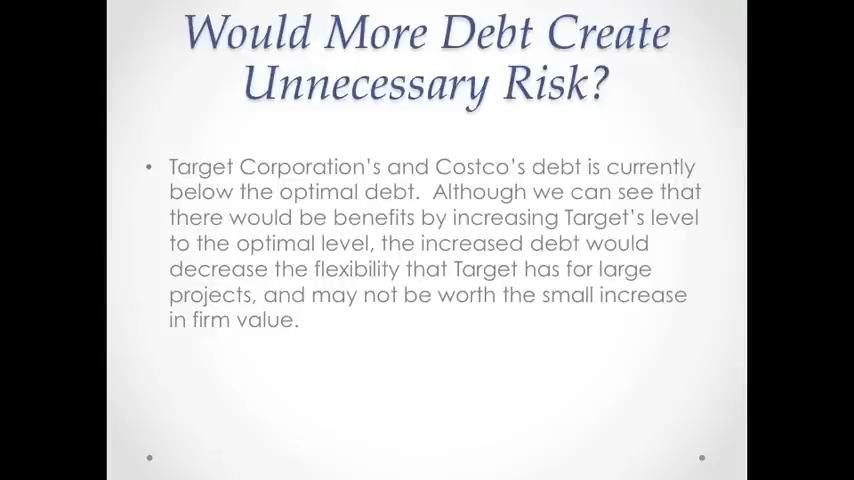 Would More Debt Create
Unnecessary Risk?
• Target Corporation's and Costco's debt is currently
below the optimal debt.  Although we can see that
there would be benefits by increasing Target's level
to the optimal level, the increased debt would
decrease the flexibility that Target has for large
projects, and may not be worth the small increase
in firm value.